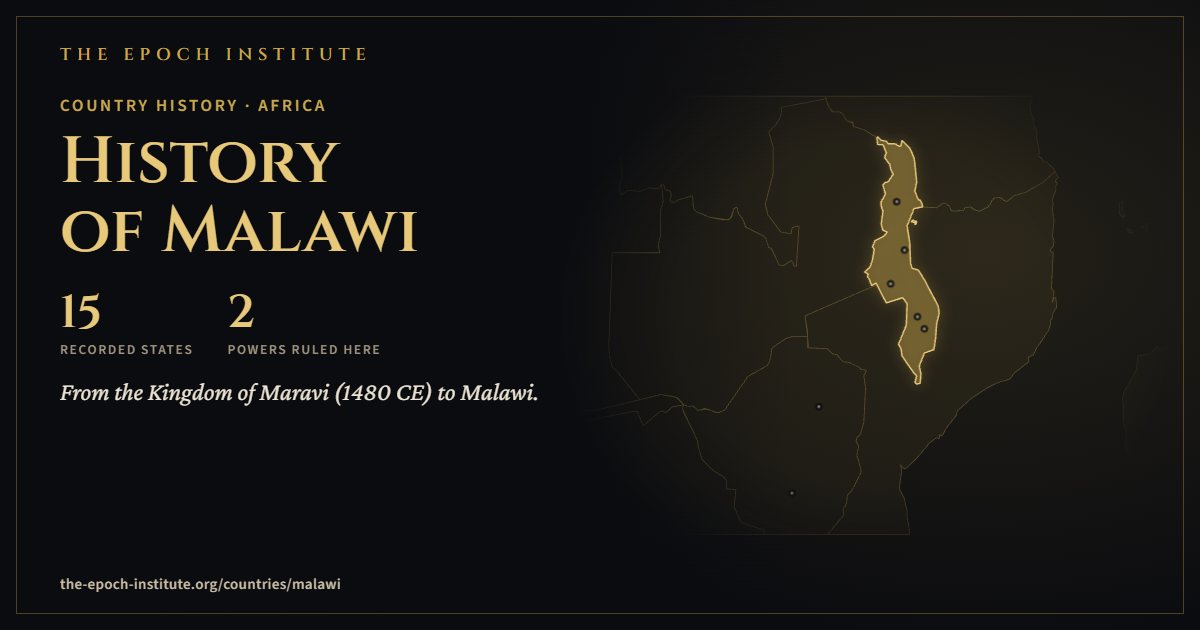 THE EPOCH INSTITUTE
COUNTRY HISTORY · AFRICA
HISTORY
OF MALAWI
15
2
RECORDED STATES
POWERS RULED HERE
From the Kingdom of Maravi (1480 CE) to Malawi.
the-epoch-institute.org/countries/malawi